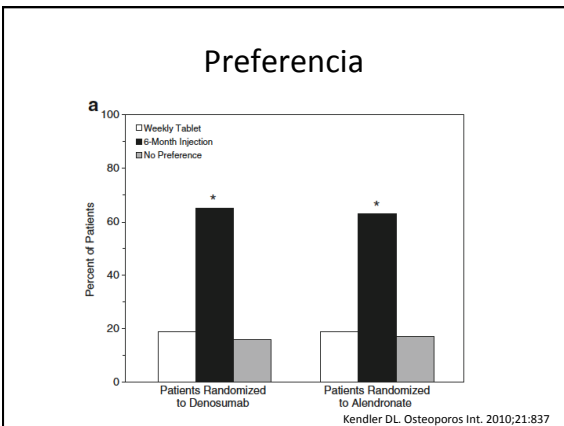 Preferencia
a
100
80
60
40
20
0
Percent of Patients
Weekly Tablet
6-Month Injection
No Preference
*
*
Patients Randomized
to Denosumab
Patients Randomized
to Alendronate
Kendler DL. Osteoporos Int. 2010;21:837